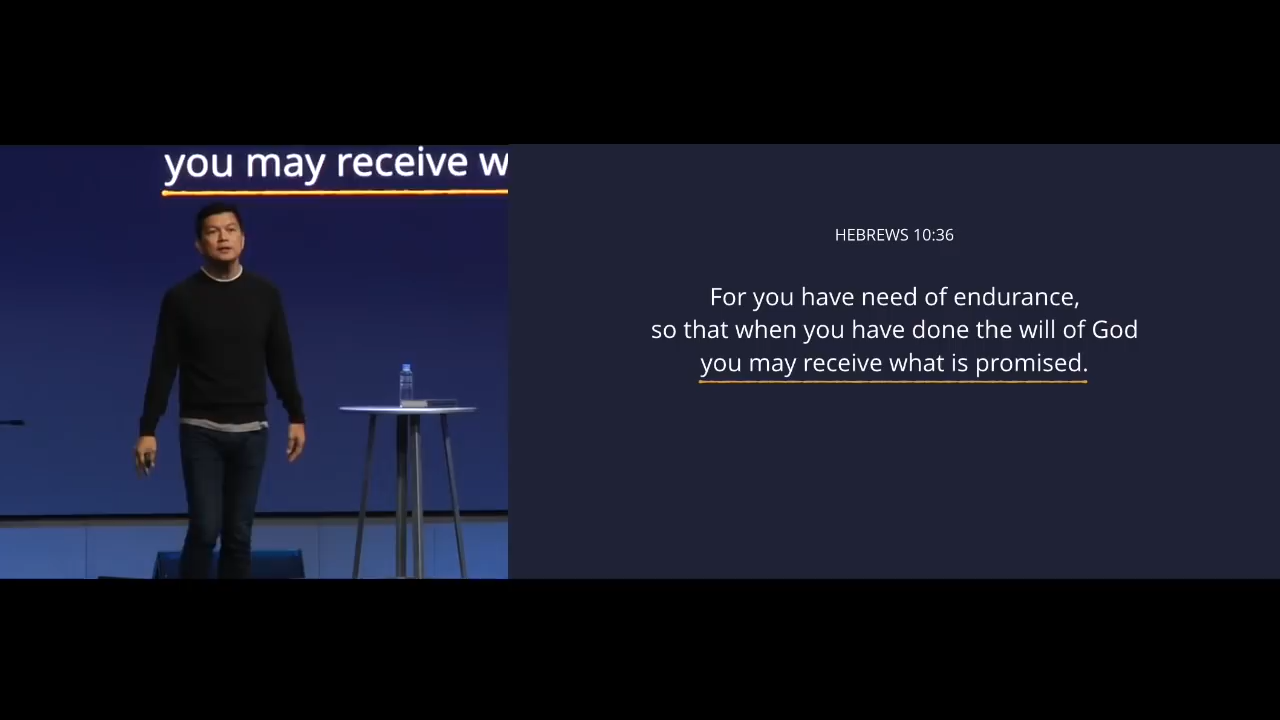 you may receive w
HEBREWS 10:36
For you have need of endurance,
so that when you have done the will of God
you may receive what is promised.